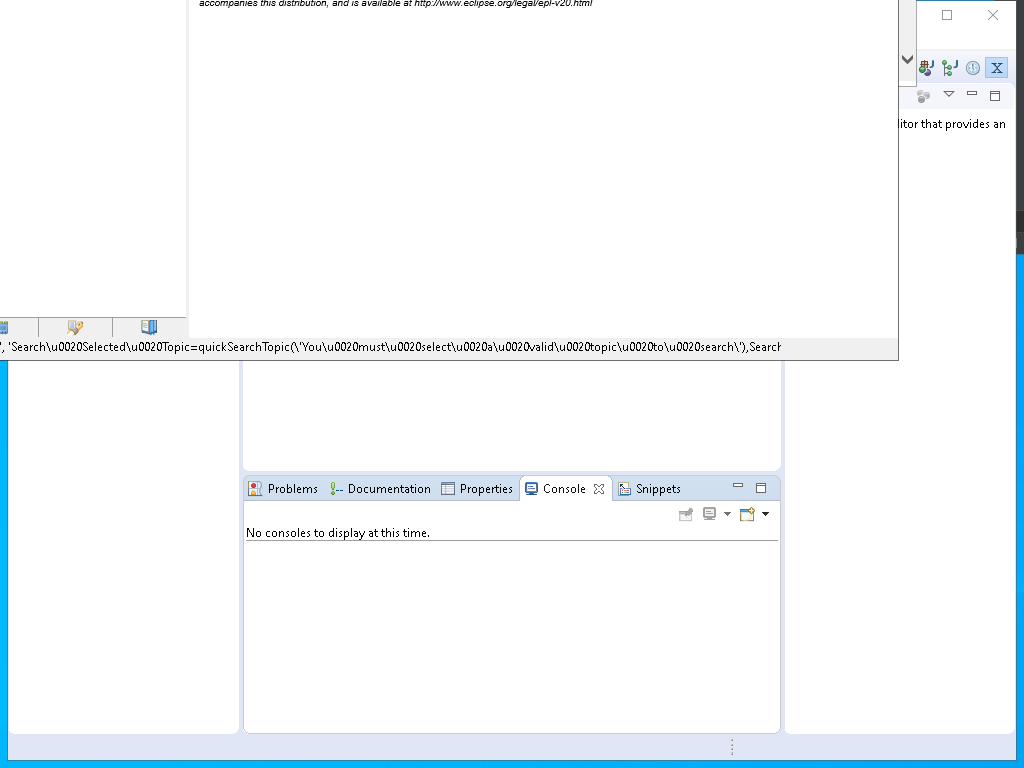 accompanies this distribution, and is available at http://www.eclipse.org/legal/epl-v20.html
J J X
itor that provides an
', 'Search\u0020Selected\u0020Topic=quickSearchTopic(\'You\u0020must\u0020select\u0020a\u0020valid\u0020topic\u0020to\u0020search\'),Search
Problems Documentation Properties Console Snippets
No consoles to display at this time.